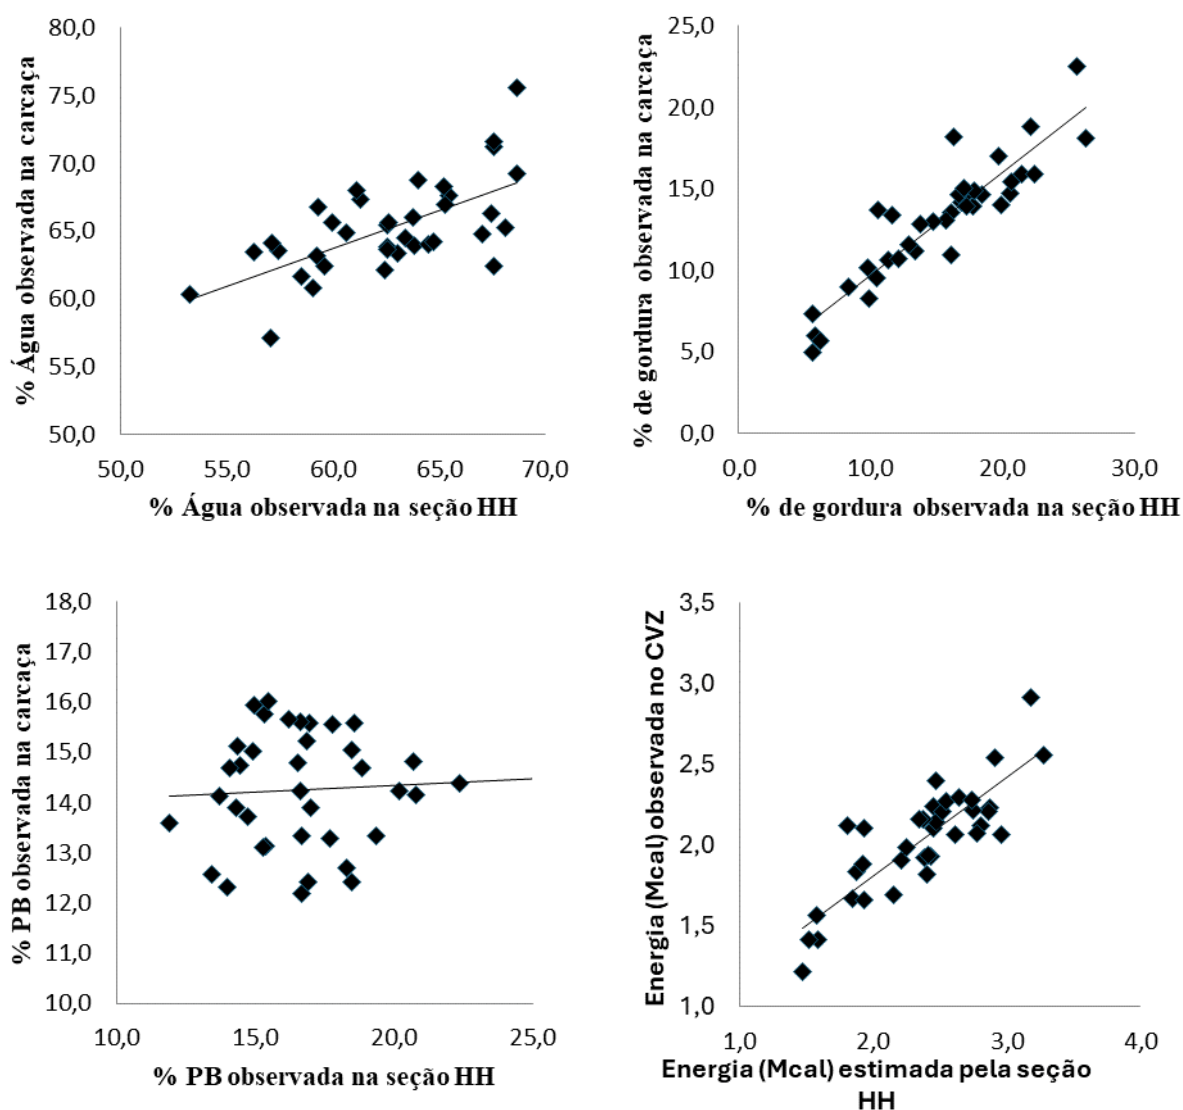 % Água observada na carcaça
80,0
75,0
70,0
65,0
60,0
55,0
50,0
50,0 55,0 60,0 65,0 70,0
% Água observada na seção HH
% de gordura observada na carcaça
25,0
20,0
15,0
10,0
5,0
0,0
0,0 10,0 20,0 30,0
% de gordura observada na seção HH
% PB observada na carcaça
18,0
17,0
16,0
15,0
14,0
13,0
12,0
11,0
10,0
10,0 15,0 20,0 25,0
% PB observada na seção HH
Energia (Mcal) observada no CVZ
3,5
3,0
2,5
2,0
1,5
1,0
1,0 2,0 3,0 4,0
Energia (Mcal) estimada pela seção
HH